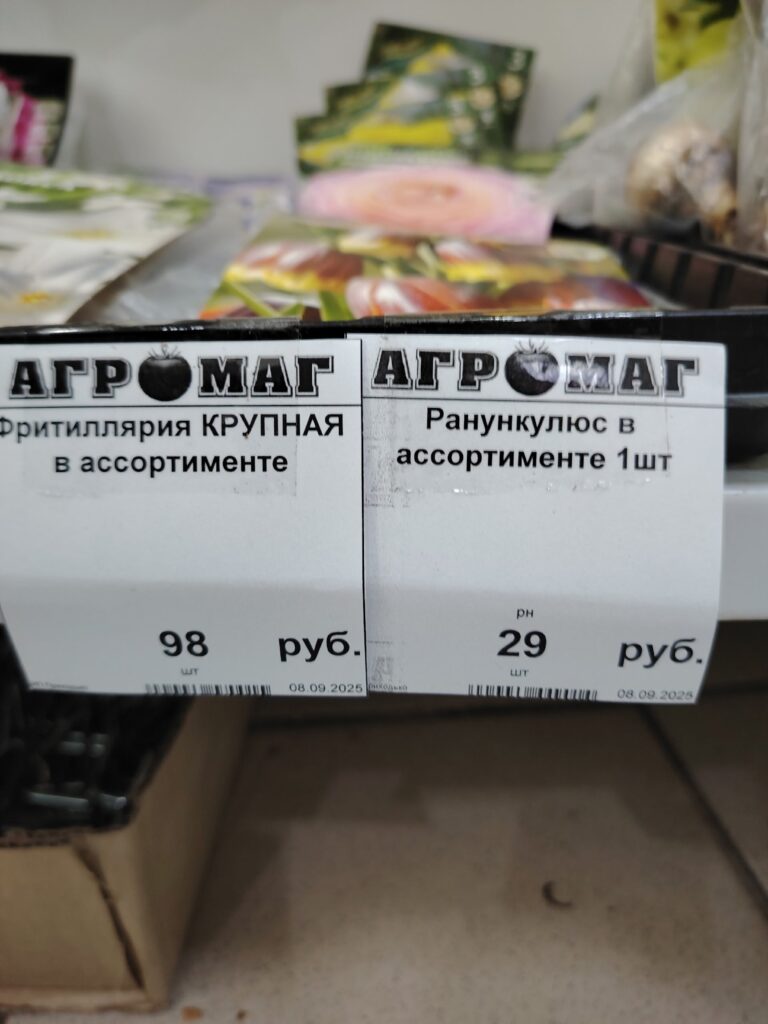 АГРОМАГ
Фритиллярия КРУПНАЯ
в ассортименте
98 руб.
шт
08.09.2025
АГРОМАГ
Ранункулюс в
ассортименте 1шт
рн
29 руб.
шт
08.09.2025